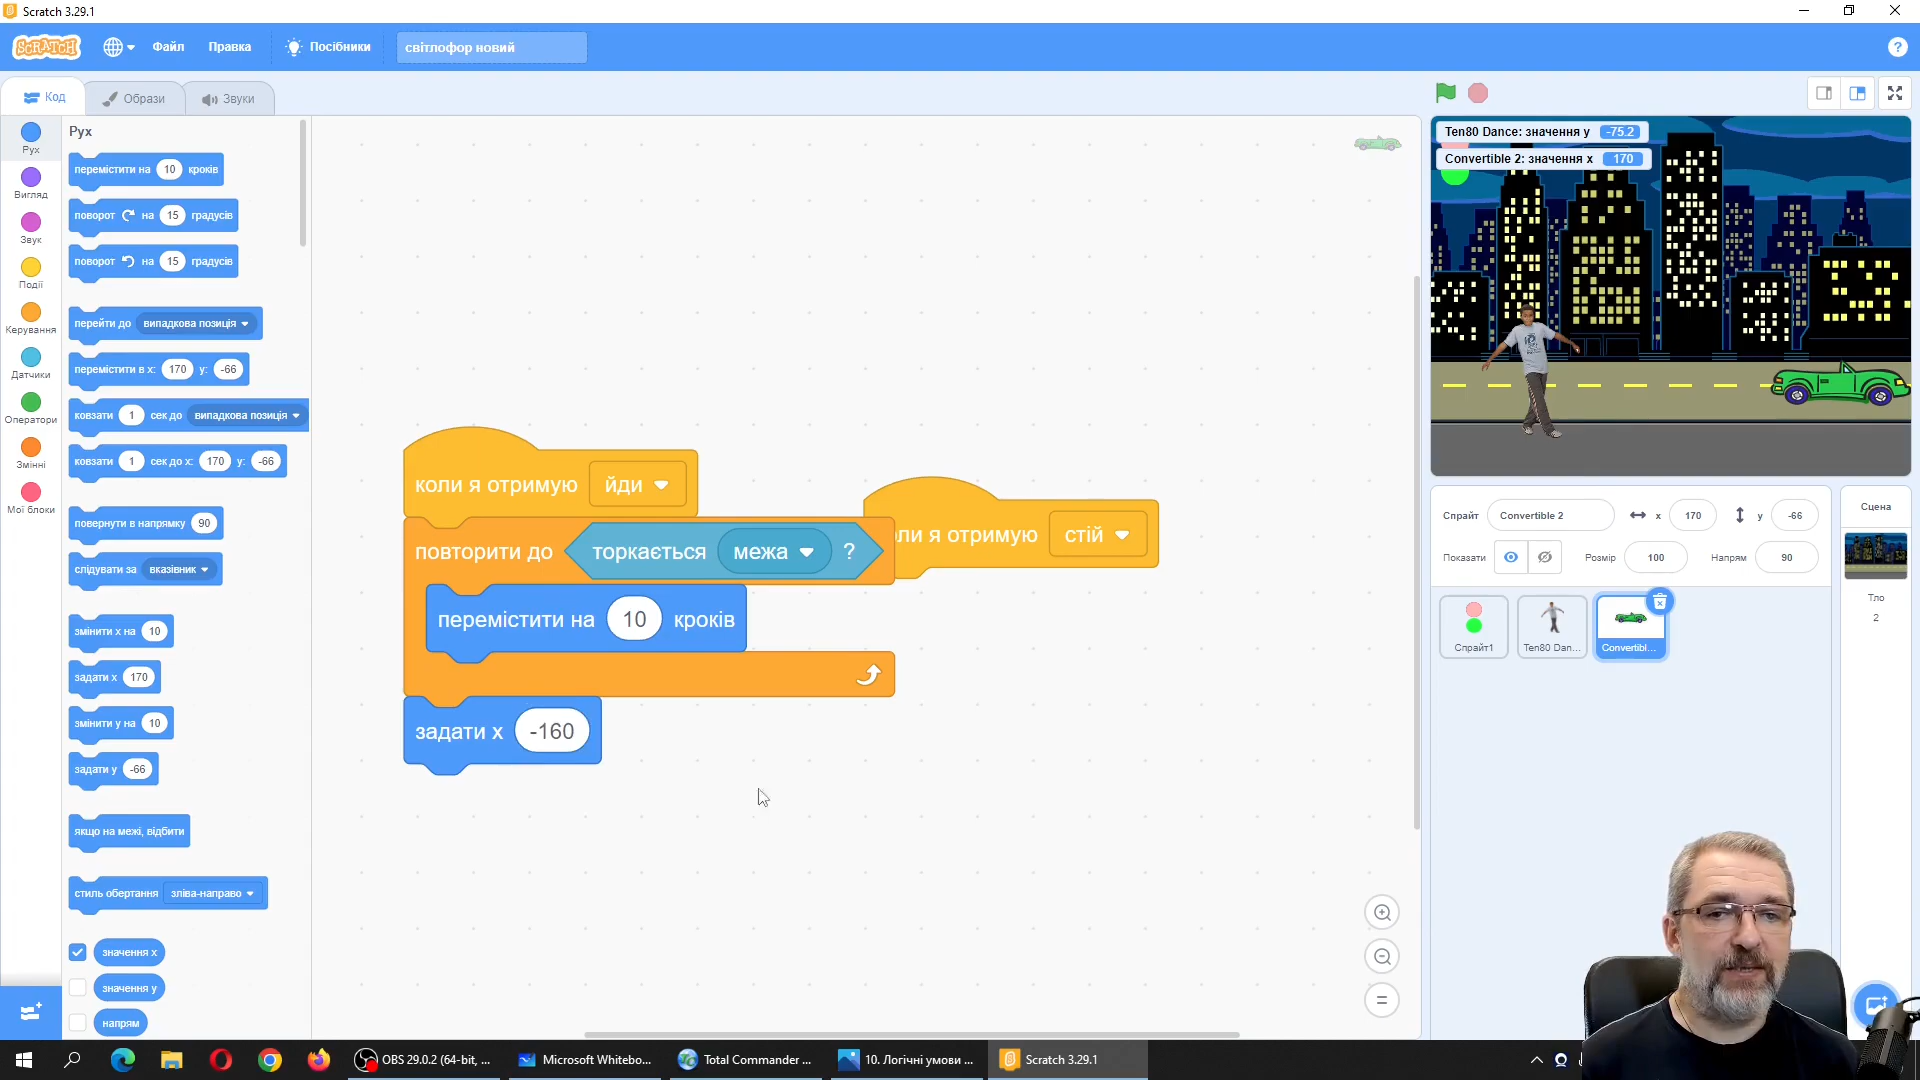 Scratch 3.29.1
SCRATCH
Файл
Правка
Посібники
світлофор новий
?
Код
Образи
Звуки
Рух
Вигляд
Звук
Події
Керування
Датчики
Оператори
Змінні
Мої блоки
Рух
перемістити на 10 кроків
поворот на 15 градусів
поворот на 15 градусів
перейти до випадкова позиція
перемістити в x: 170 y: -66
ковзати 1 сек до випадкова позиція
ковзати 1 сек до x: 170 y: -66
повернути в напрямку 90
слідувати за вказівник
змінити x на 10
задати x 170
змінити y на 10
задати y -66
якщо на межі, відбити
стиль обертання зліва-направо
значення x
значення y
напрям
коли я отримую йди
повторити до торкається межа ?
перемістити на 10 кроків
задати x -160
ли я отримую стій
Ten80 Dance: значення y -75.2
Convertible 2: значення x 170
Спрайт Convertible 2 x 170 y -66
Показати Розмір 100 Напрям 90
Спрайт1
Ten80 Dan...
Convertibl...
Сцена
Тло
2
OBS 29.0.2 (64-bit, ...
Microsoft Whitebo...
Total Commander ...
10. Логічні умови ...
Scratch 3.29.1